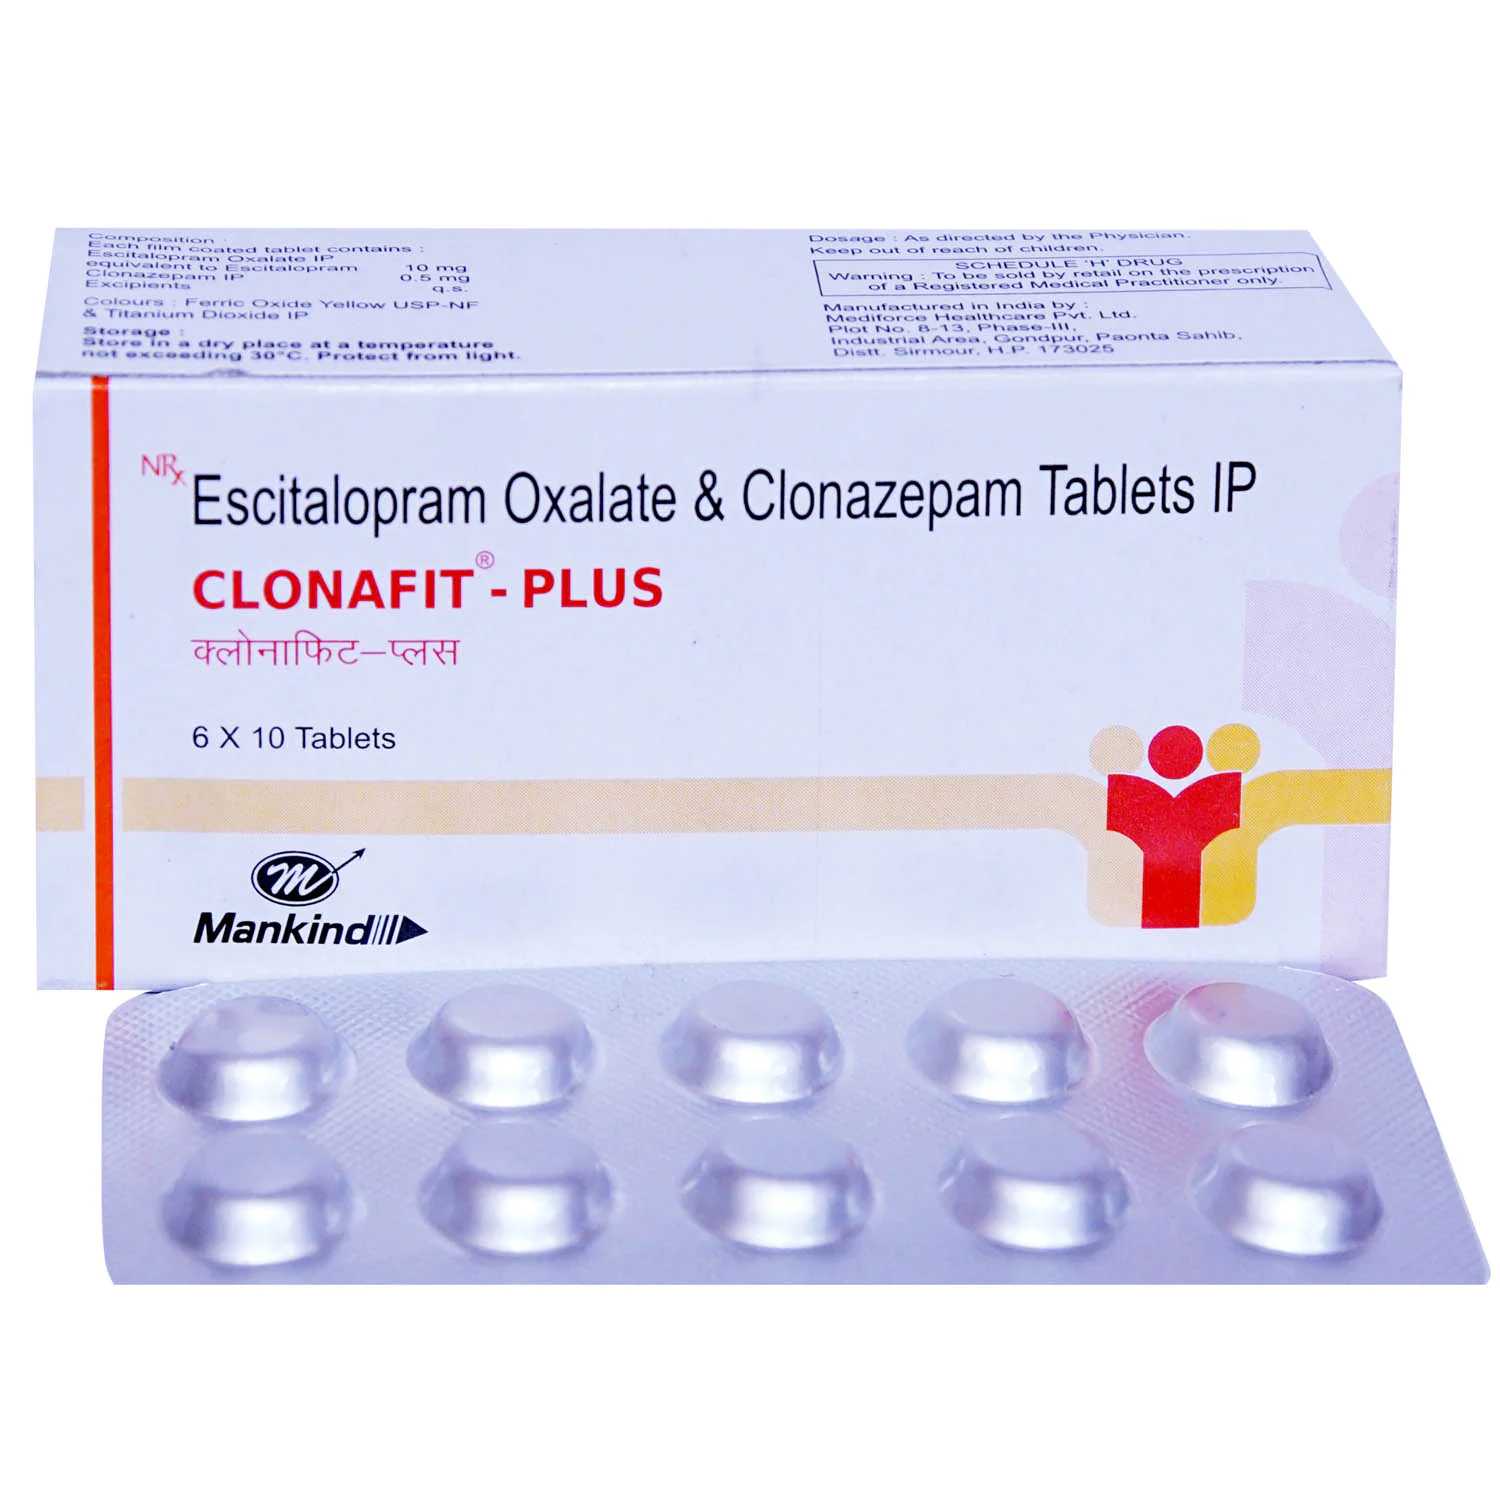 Composition :
Each film coated tablet contains :
Escitalopram Oxalate IP
equivalent to Escitalopram 10 mg
Clonazepam IP 0.5 mg
Excipients q.s.
Colours : Ferric Oxide Yellow USP-NF
& Titanium Dioxide IP
Storage :
Store in a dry place at a temperature
not exceeding 30°C. Protect from light.
Dosage : As directed by the Physician.
Keep out of reach of children.
SCHEDULE 'H' DRUG
Warning : To be sold by retail on the prescription
of a Registered Medical Practitioner only.
Manufactured in India by :
Mediforce Healthcare Pvt. Ltd.
Plot No. 8-13, Phase-III,
Industrial Area, Gondpur, Paonta Sahib,
Distt. Sirmour, H.P. 173025
NRx Escitalopram Oxalate & Clonazepam Tablets IP
CLONAFIT® - PLUS
क्लोनाफिट–प्लस
6 X 10 Tablets
m
Mankind